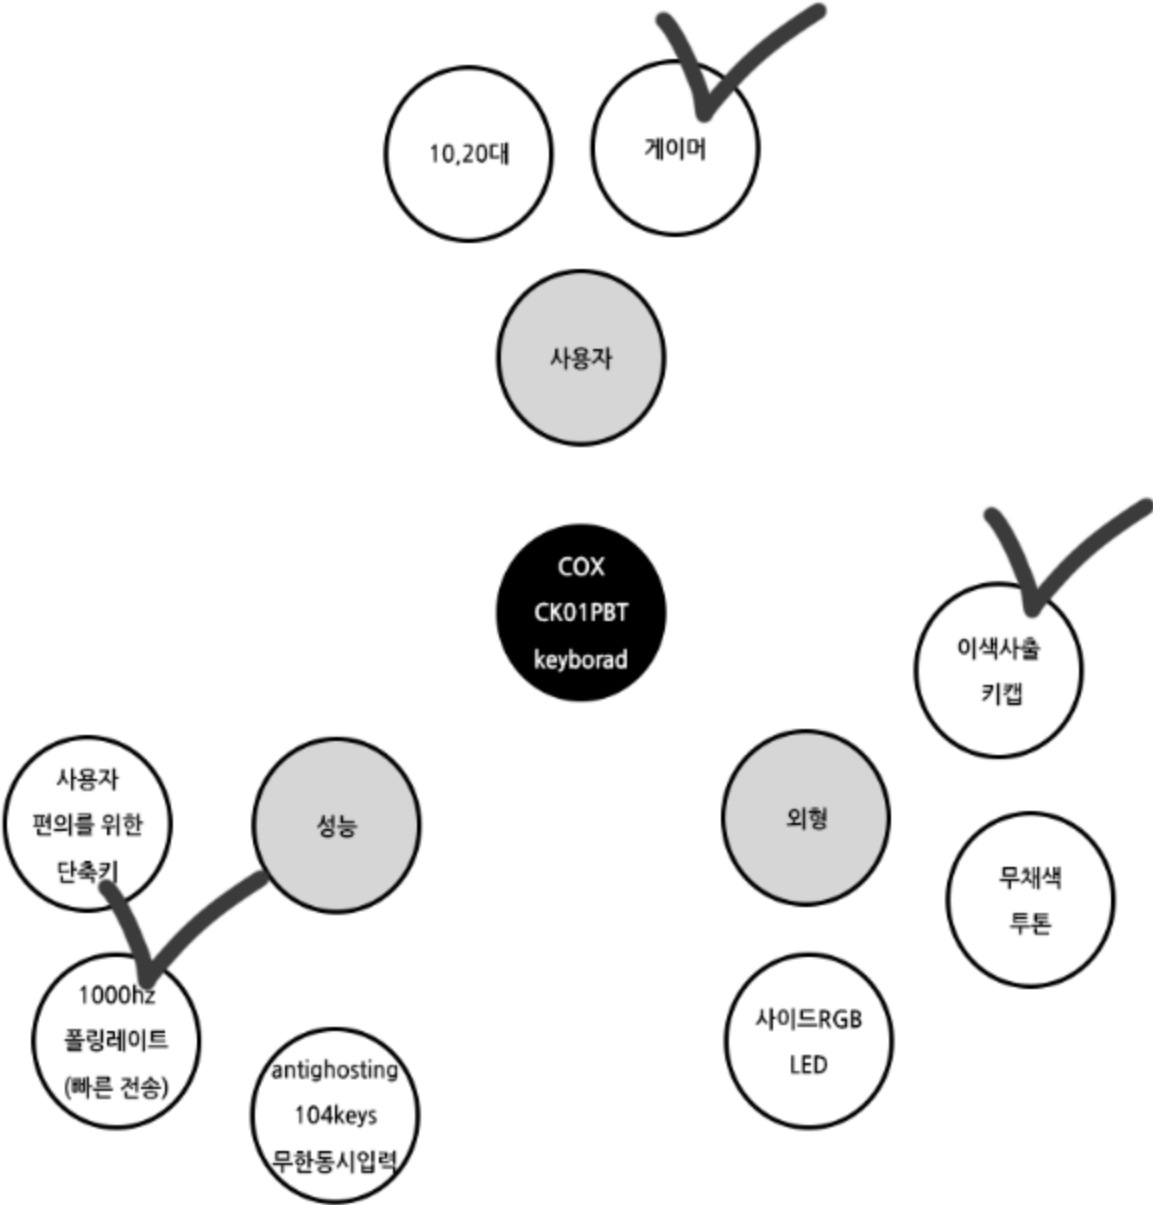 10,20대
게이머
사용자
COX
CK01PBT
keyborad
이색사출
키캡
사용자
편의를 위한
단축키
성능
외형
무채색
투톤
1000hz
폴링레이트
(빠른 전송)
사이드RGB
LED
antighosting
104keys
무한동시입력